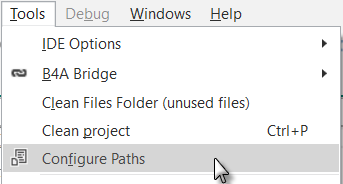 Tools Debug Windows Help
IDE Options
B4A Bridge
Clean Files Folder (unused files)
Clean project Ctrl+P
Configure Paths